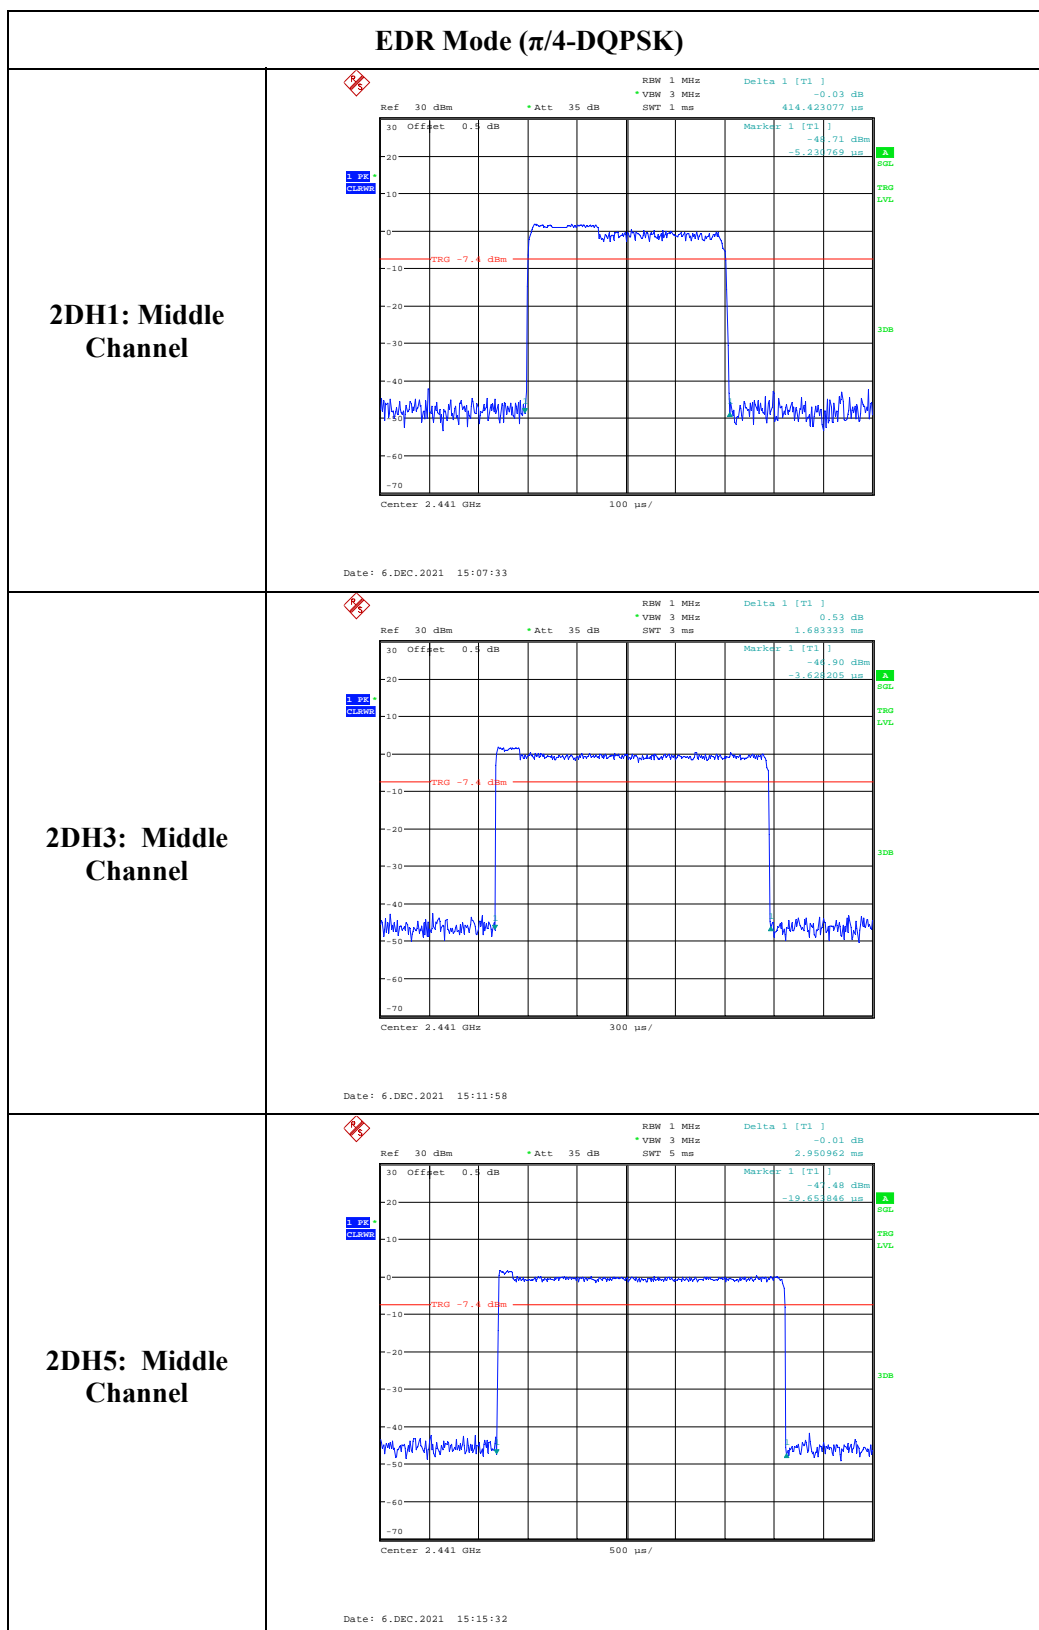 EDR Mode (π/4-DQPSK)
2DH1: Middle
Channel
R S
RBW 1 MHz Delta 1 [T1 ]
* VBW 3 MHz -0.03 dB
Ref 30 dBm * Att 35 dB SWT 1 ms 414.423077 µs
30 Offset 0.5 dB Marker 1 [T1 ]
-48.71 dBm
-5.230769 µs A
20 SGL
1 PK *
CLRWR TRG
10 LVL
0
TRG -7.4 dBm
-10
-20
3DB
-30
-40
1 1
-50
-60
-70
Center 2.441 GHz 100 µs/
Date: 6.DEC.2021 15:07:33
2DH3: Middle
Channel
R S
RBW 1 MHz Delta 1 [T1 ]
* VBW 3 MHz 0.53 dB
Ref 30 dBm * Att 35 dB SWT 3 ms 1.683333 ms
30 Offset 0.5 dB Marker 1 [T1 ]
-46.90 dBm
-3.628205 µs A
20 SGL
1 PK *
CLRWR TRG
10 LVL
0
TRG -7.4 dBm
-10
-20
3DB
-30
-40
1 1
-50
-60
-70
Center 2.441 GHz 300 µs/
Date: 6.DEC.2021 15:11:58
2DH5: Middle
Channel
R S
RBW 1 MHz Delta 1 [T1 ]
* VBW 3 MHz -0.01 dB
Ref 30 dBm * Att 35 dB SWT 5 ms 2.950962 ms
30 Offset 0.5 dB Marker 1 [T1 ]
-47.48 dBm
-19.653846 µs A
20 SGL
1 PK *
CLRWR TRG
10 LVL
0
TRG -7.4 dBm
-10
-20
3DB
-30
-40
1 1
-50
-60
-70
Center 2.441 GHz 500 µs/
Date: 6.DEC.2021 15:15:32